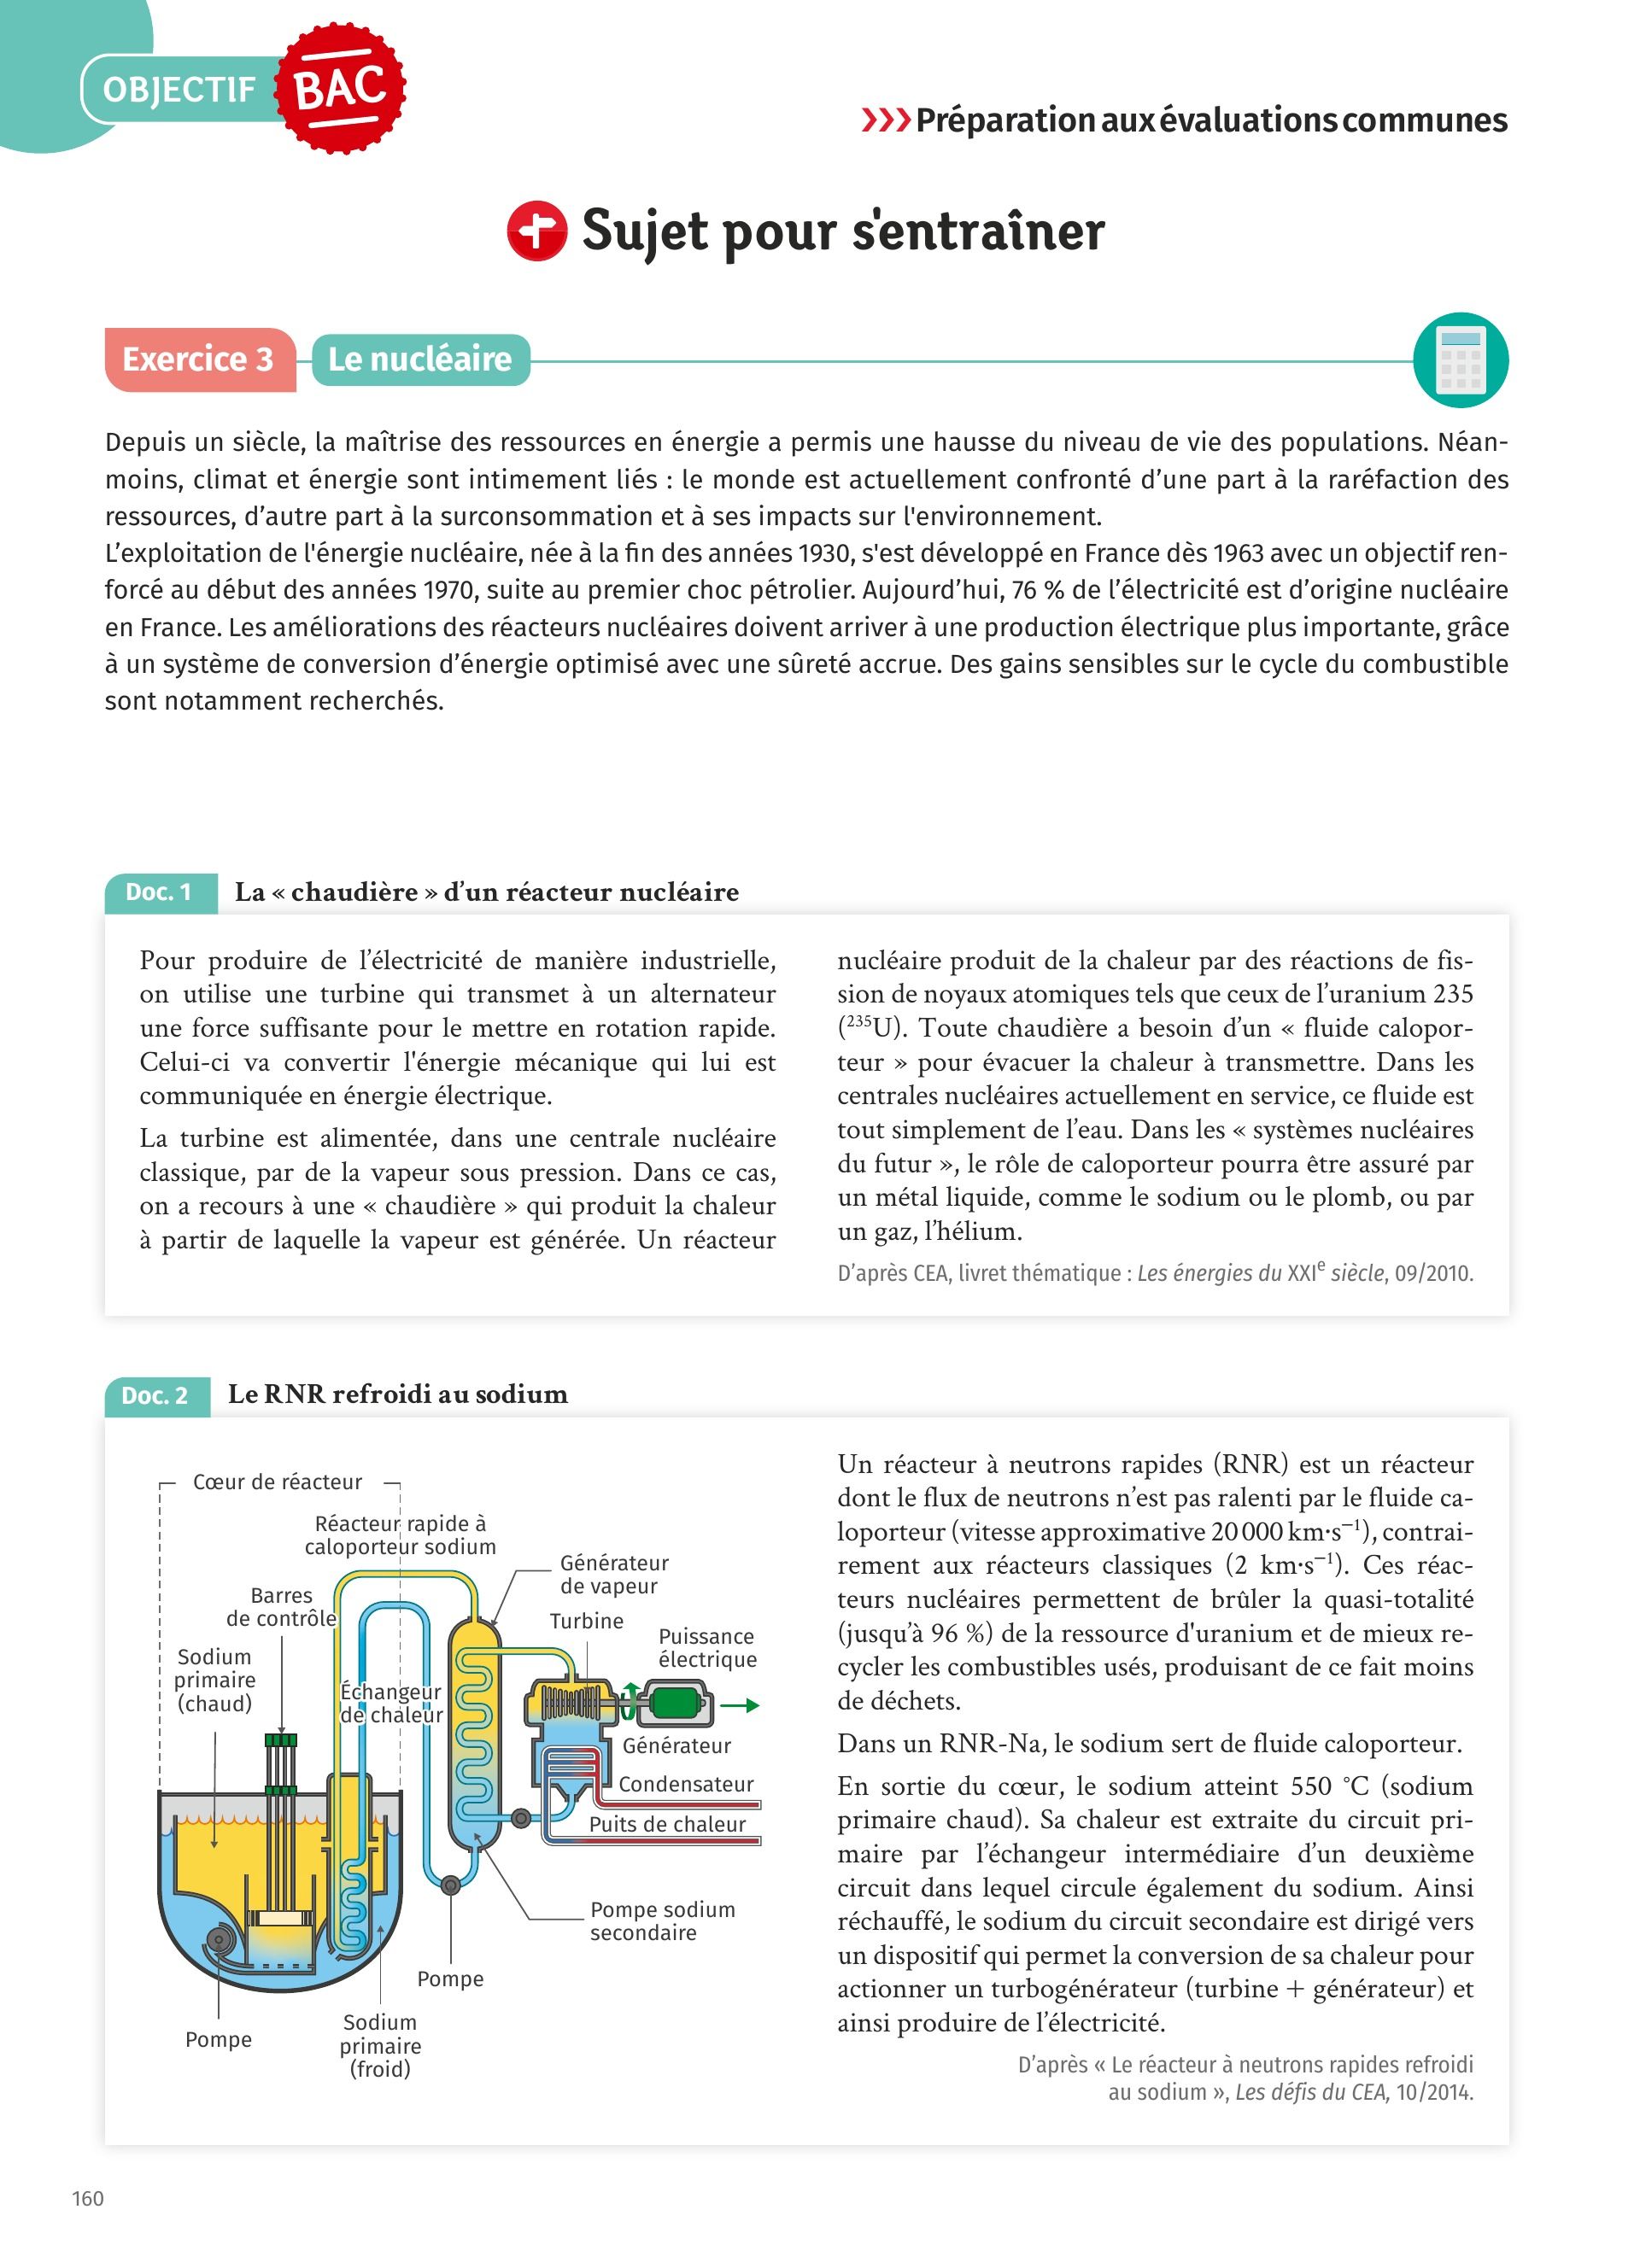 OBJECTIF BAC
>>> Préparation aux évaluations communes
Sujet pour s'entraîner
Exercice 3 Le nucléaire
Depuis un siècle, la maîtrise des ressources en énergie a permis une hausse du niveau de vie des populations. Néan-
moins, climat et énergie sont intimement liés : le monde est actuellement confronté d’une part à la raréfaction des
ressources, d’autre part à la surconsommation et à ses impacts sur l'environnement.
L’exploitation de l'énergie nucléaire, née à la fin des années 1930, s'est développé en France dès 1963 avec un objectif ren-
forcé au début des années 1970, suite au premier choc pétrolier. Aujourd’hui, 76 % de l’électricité est d’origine nucléaire
en France. Les améliorations des réacteurs nucléaires doivent arriver à une production électrique plus importante, grâce
à un système de conversion d’énergie optimisé avec une sûreté accrue. Des gains sensibles sur le cycle du combustible
sont notamment recherchés.
Doc. 1 La « chaudière » d’un réacteur nucléaire
Pour produire de l’électricité de manière industrielle,
on utilise une turbine qui transmet à un alternateur
une force suffisante pour le mettre en rotation rapide.
Celui-ci va convertir l'énergie mécanique qui lui est
communiquée en énergie électrique.
La turbine est alimentée, dans une centrale nucléaire
classique, par de la vapeur sous pression. Dans ce cas,
on a recours à une « chaudière » qui produit la chaleur
à partir de laquelle la vapeur est générée. Un réacteur
nucléaire produit de la chaleur par des réactions de fis-
sion de noyaux atomiques tels que ceux de l’uranium 235
(²³⁵U). Toute chaudière a besoin d’un « fluide calopor-
teur » pour évacuer la chaleur à transmettre. Dans les
centrales nucléaires actuellement en service, ce fluide est
tout simplement de l’eau. Dans les « systèmes nucléaires
du futur », le rôle de caloporteur pourra être assuré par
un métal liquide, comme le sodium ou le plomb, ou par
un gaz, l’hélium.
D’après CEA, livret thématique : Les énergies du XXIe siècle, 09/2010.
Doc. 2 Le RNR refroidi au sodium
Cœur de réacteur
Réacteur rapide à
caloporteur sodium
Générateur
de vapeur
Barres
de contrôle
Turbine
Puissance
électrique
Sodium
primaire
(chaud)
Échangeur
de chaleur
Générateur
Condensateur
Puits de chaleur
Pompe sodium
secondaire
Pompe
Sodium
primaire
(froid)
Pompe
Un réacteur à neutrons rapides (RNR) est un réacteur
dont le flux de neutrons n’est pas ralenti par le fluide ca-
loporteur (vitesse approximative 20 000 km·s⁻¹), contrai-
rement aux réacteurs classiques (2 km·s⁻¹). Ces réac-
teurs nucléaires permettent de brûler la quasi-totalité
(jusqu’à 96 %) de la ressource d'uranium et de mieux re-
cycler les combustibles usés, produisant de ce fait moins
de déchets.
Dans un RNR-Na, le sodium sert de fluide caloporteur.
En sortie du cœur, le sodium atteint 550 °C (sodium
primaire chaud). Sa chaleur est extraite du circuit pri-
maire par l’échangeur intermédiaire d’un deuxième
circuit dans lequel circule également du sodium. Ainsi
réchauffé, le sodium du circuit secondaire est dirigé vers
un dispositif qui permet la conversion de sa chaleur pour
actionner un turbogénérateur (turbine + générateur) et
ainsi produire de l’électricité.
D’après « Le réacteur à neutrons rapides refroidi
au sodium », Les défis du CEA, 10/2014.
160